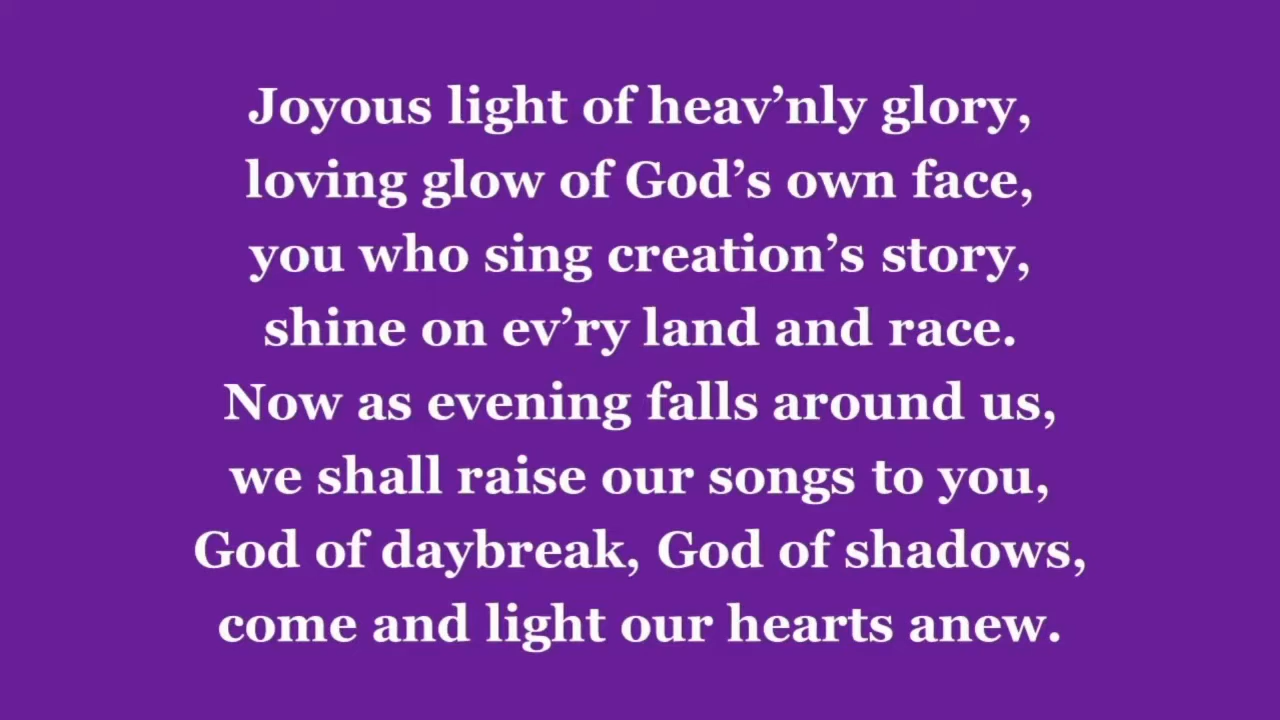 Joyous light of heav’nly glory,
loving glow of God’s own face,
you who sing creation’s story,
shine on ev’ry land and race.
Now as evening falls around us,
we shall raise our songs to you,
God of daybreak, God of shadows,
come and light our hearts anew.